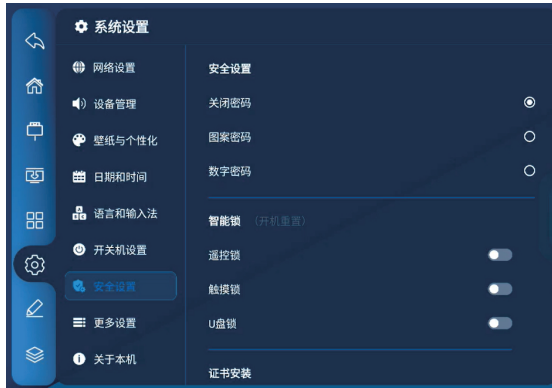 系统设置
网络设置
设备管理
壁纸与个性化
日期和时间
语言和输入法
开关机设置
安全设置
更多设置
关于本机
安全设置
关闭密码
图案密码
数字密码
智能锁 （开机重置）
遥控锁
触摸锁
U盘锁
证书安装